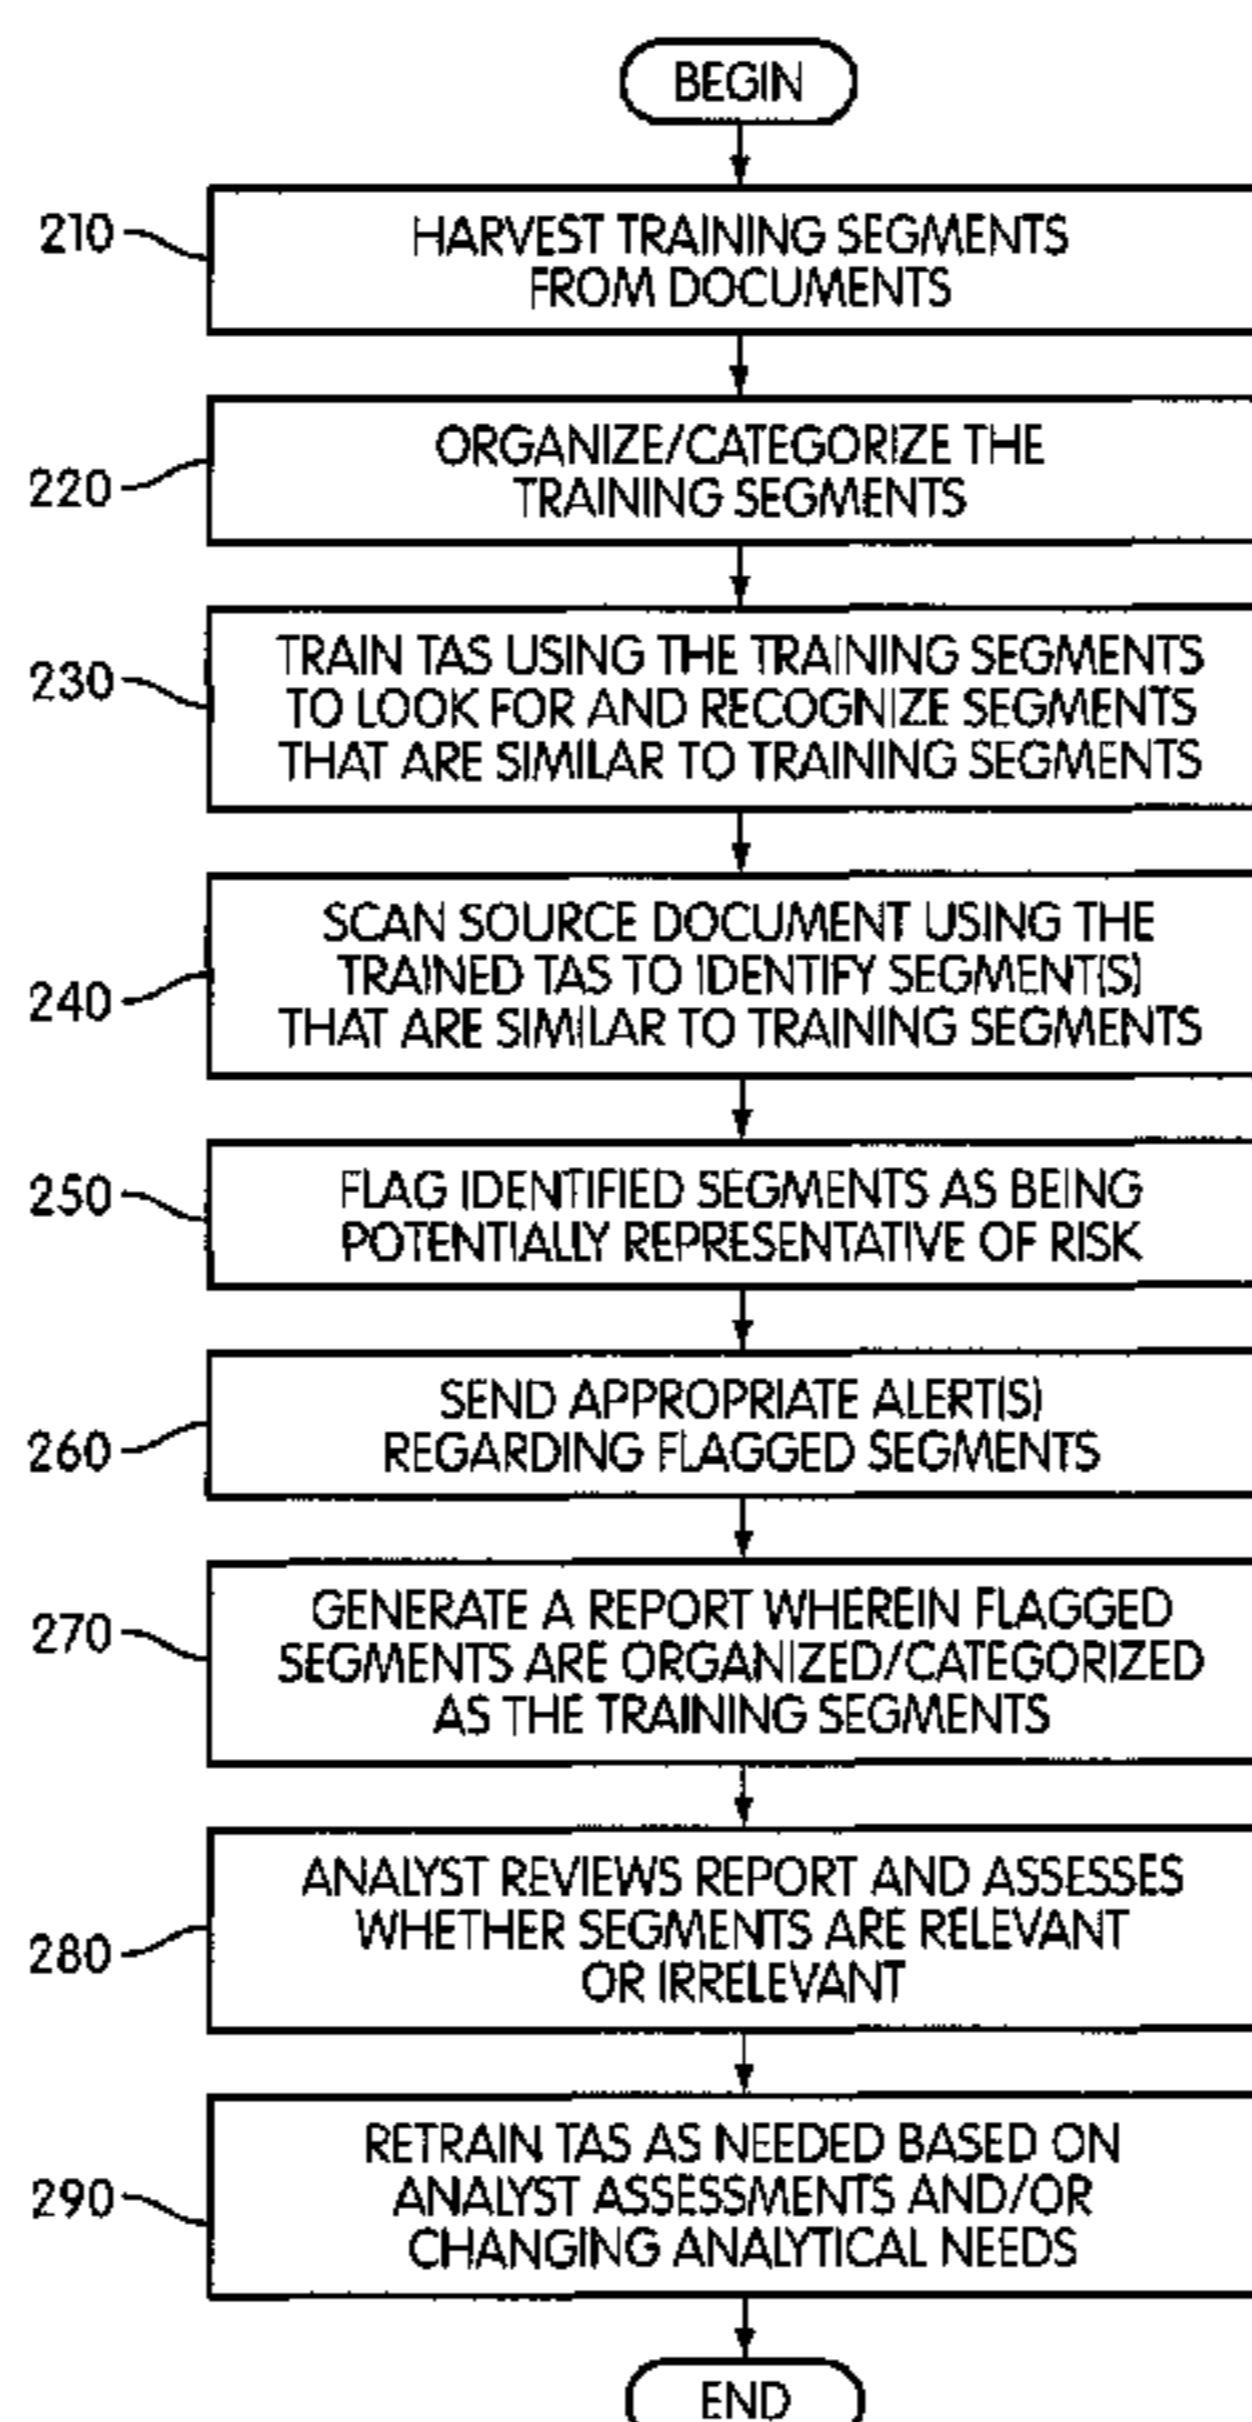 BEGIN
210
HARVEST TRAINING SEGMENTS
FROM DOCUMENTS
220
ORGANIZE/CATEGORIZE THE
TRAINING SEGMENTS
230
TRAIN TAS USING THE TRAINING SEGMENTS
TO LOOK FOR AND RECOGNIZE SEGMENTS
THAT ARE SIMILAR TO TRAINING SEGMENTS
240
SCAN SOURCE DOCUMENT USING THE
TRAINED TAS TO IDENTIFY SEGMENT(S)
THAT ARE SIMILAR TO TRAINING SEGMENTS
250
FLAG IDENTIFIED SEGMENTS AS BEING
POTENTIALLY REPRESENTATIVE OF RISK
260
SEND APPROPRIATE ALERT(S)
REGARDING FLAGGED SEGMENTS
270
GENERATE A REPORT WHEREIN FLAGGED
SEGMENTS ARE ORGANIZED/CATEGORIZED
AS THE TRAINING SEGMENTS
280
ANALYST REVIEWS REPORT AND ASSESSES
WHETHER SEGMENTS ARE RELEVANT
OR IRRELEVANT
290
RETRAIN TAS AS NEEDED BASED ON
ANALYST ASSESSMENTS AND/OR
CHANGING ANALYTICAL NEEDS
END